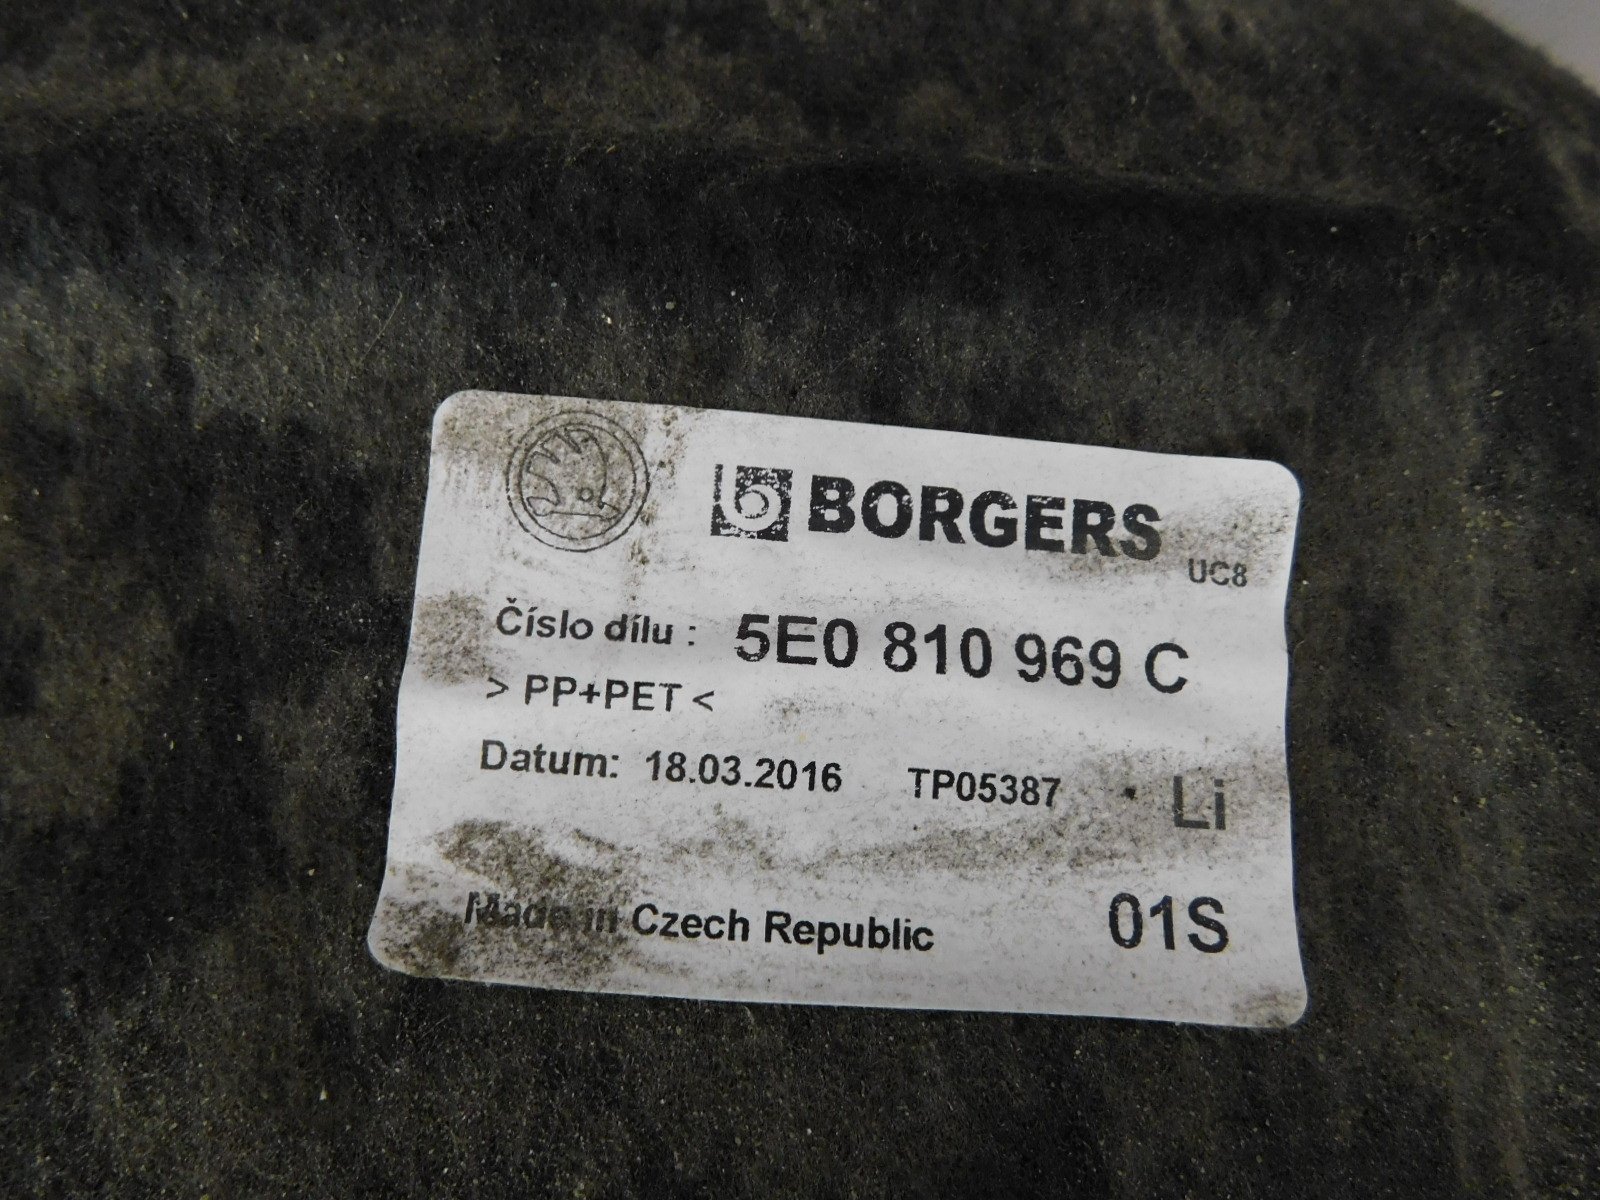 BORGERS
UC8
Číslo dílu : 5E0 810 969 C
> PP+PET <
Datum: 18.03.2016 TP05387 Li
Made in Czech Republic 01S